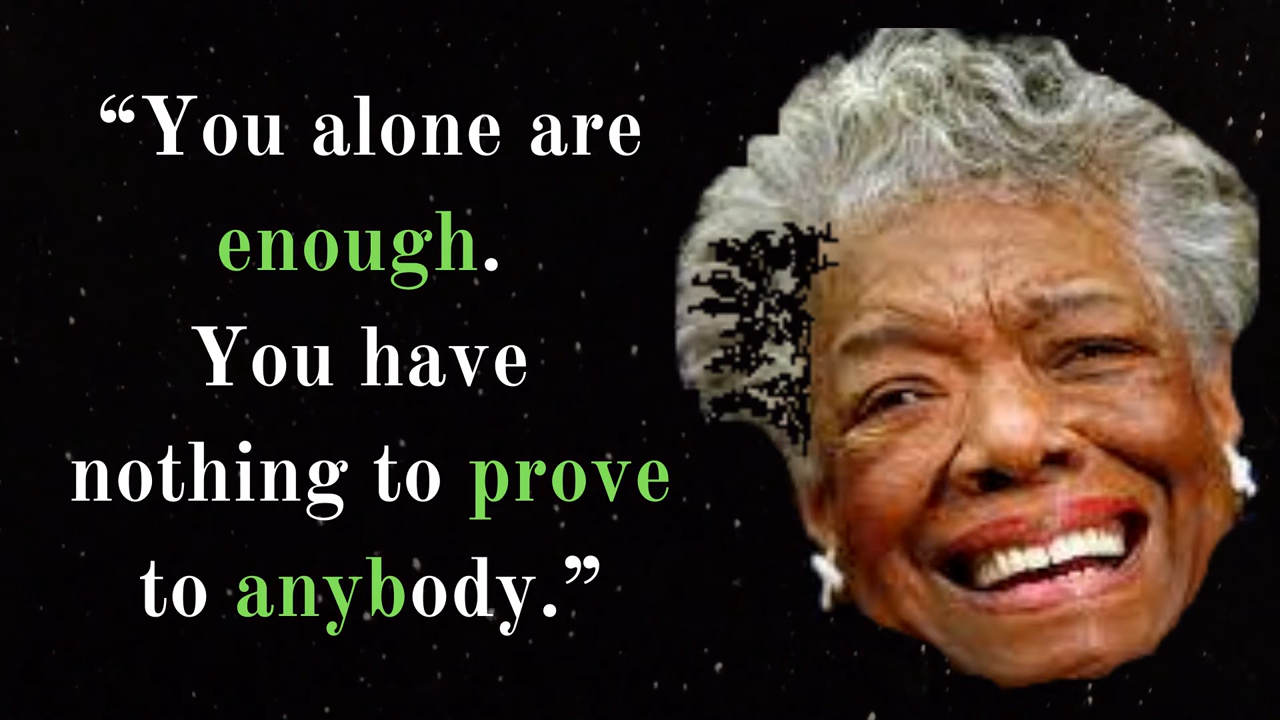 “You alone are
enough.
You have
nothing to prove
to anybody.”